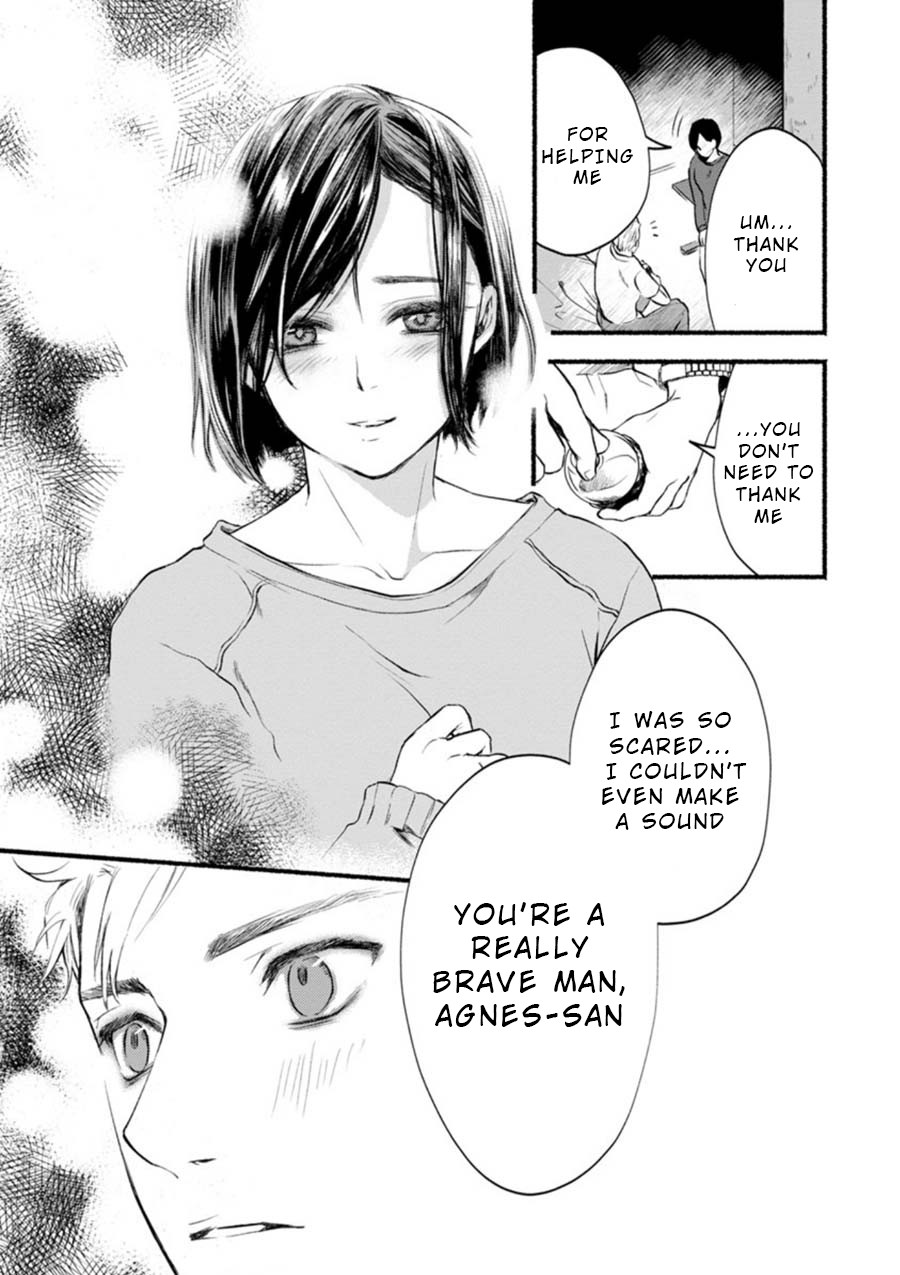 UM...
THANK
YOU
FOR
HELPING
ME
...YOU
DON'T
NEED TO
THANK
ME
I WAS SO
SCARED...
I COULDN'T
EVEN MAKE
A SOUND
YOU'RE A
REALLY
BRAVE MAN,
AGNES-SAN